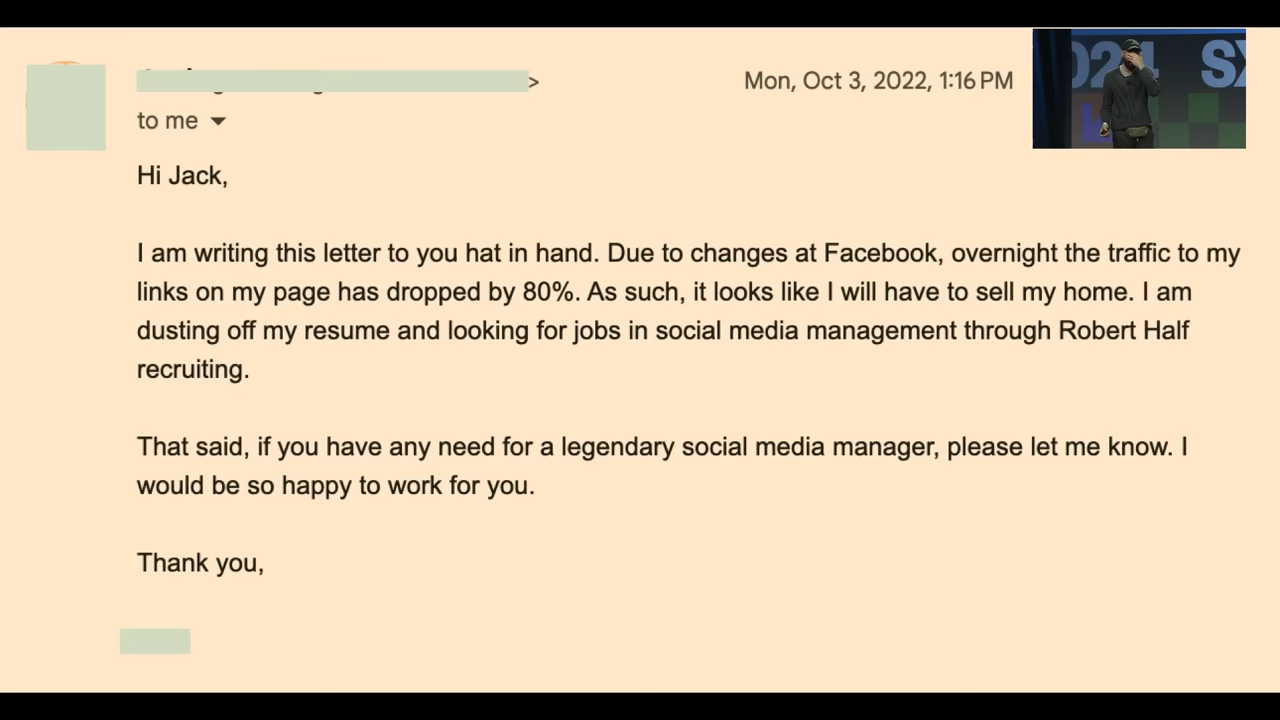 Mon, Oct 3, 2022, 1:16 PM
>
to me
Hi Jack,
I am writing this letter to you hat in hand. Due to changes at Facebook, overnight the traffic to my
links on my page has dropped by 80%. As such, it looks like I will have to sell my home. I am
dusting off my resume and looking for jobs in social media management through Robert Half
recruiting.
That said, if you have any need for a legendary social media manager, please let me know. I
would be so happy to work for you.
Thank you,